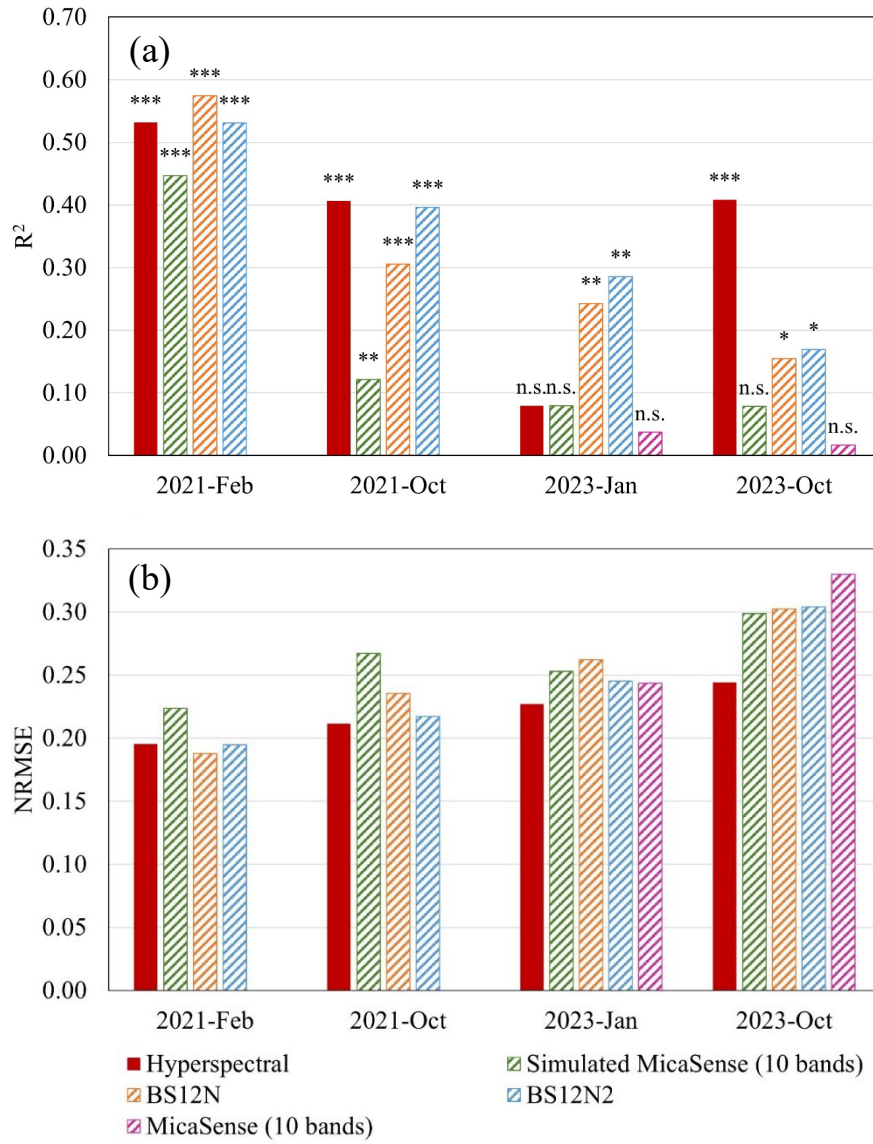 0.70
(a)
0.60
***
***
***
***
0.50
***
***
***
0.40
***
R²
0.30
**
**
0.20
**
*
*
0.10
n.s.n.s.
n.s.
n.s.
n.s.
0.00
2021-Feb 2021-Oct 2023-Jan 2023-Oct
0.35
(b)
0.30
0.25
0.20
NRMSE
0.15
0.10
0.05
0.00
2021-Feb 2021-Oct 2023-Jan 2023-Oct
Hyperspectral Simulated MicaSense (10 bands)
BS12N BS12N2
MicaSense (10 bands)